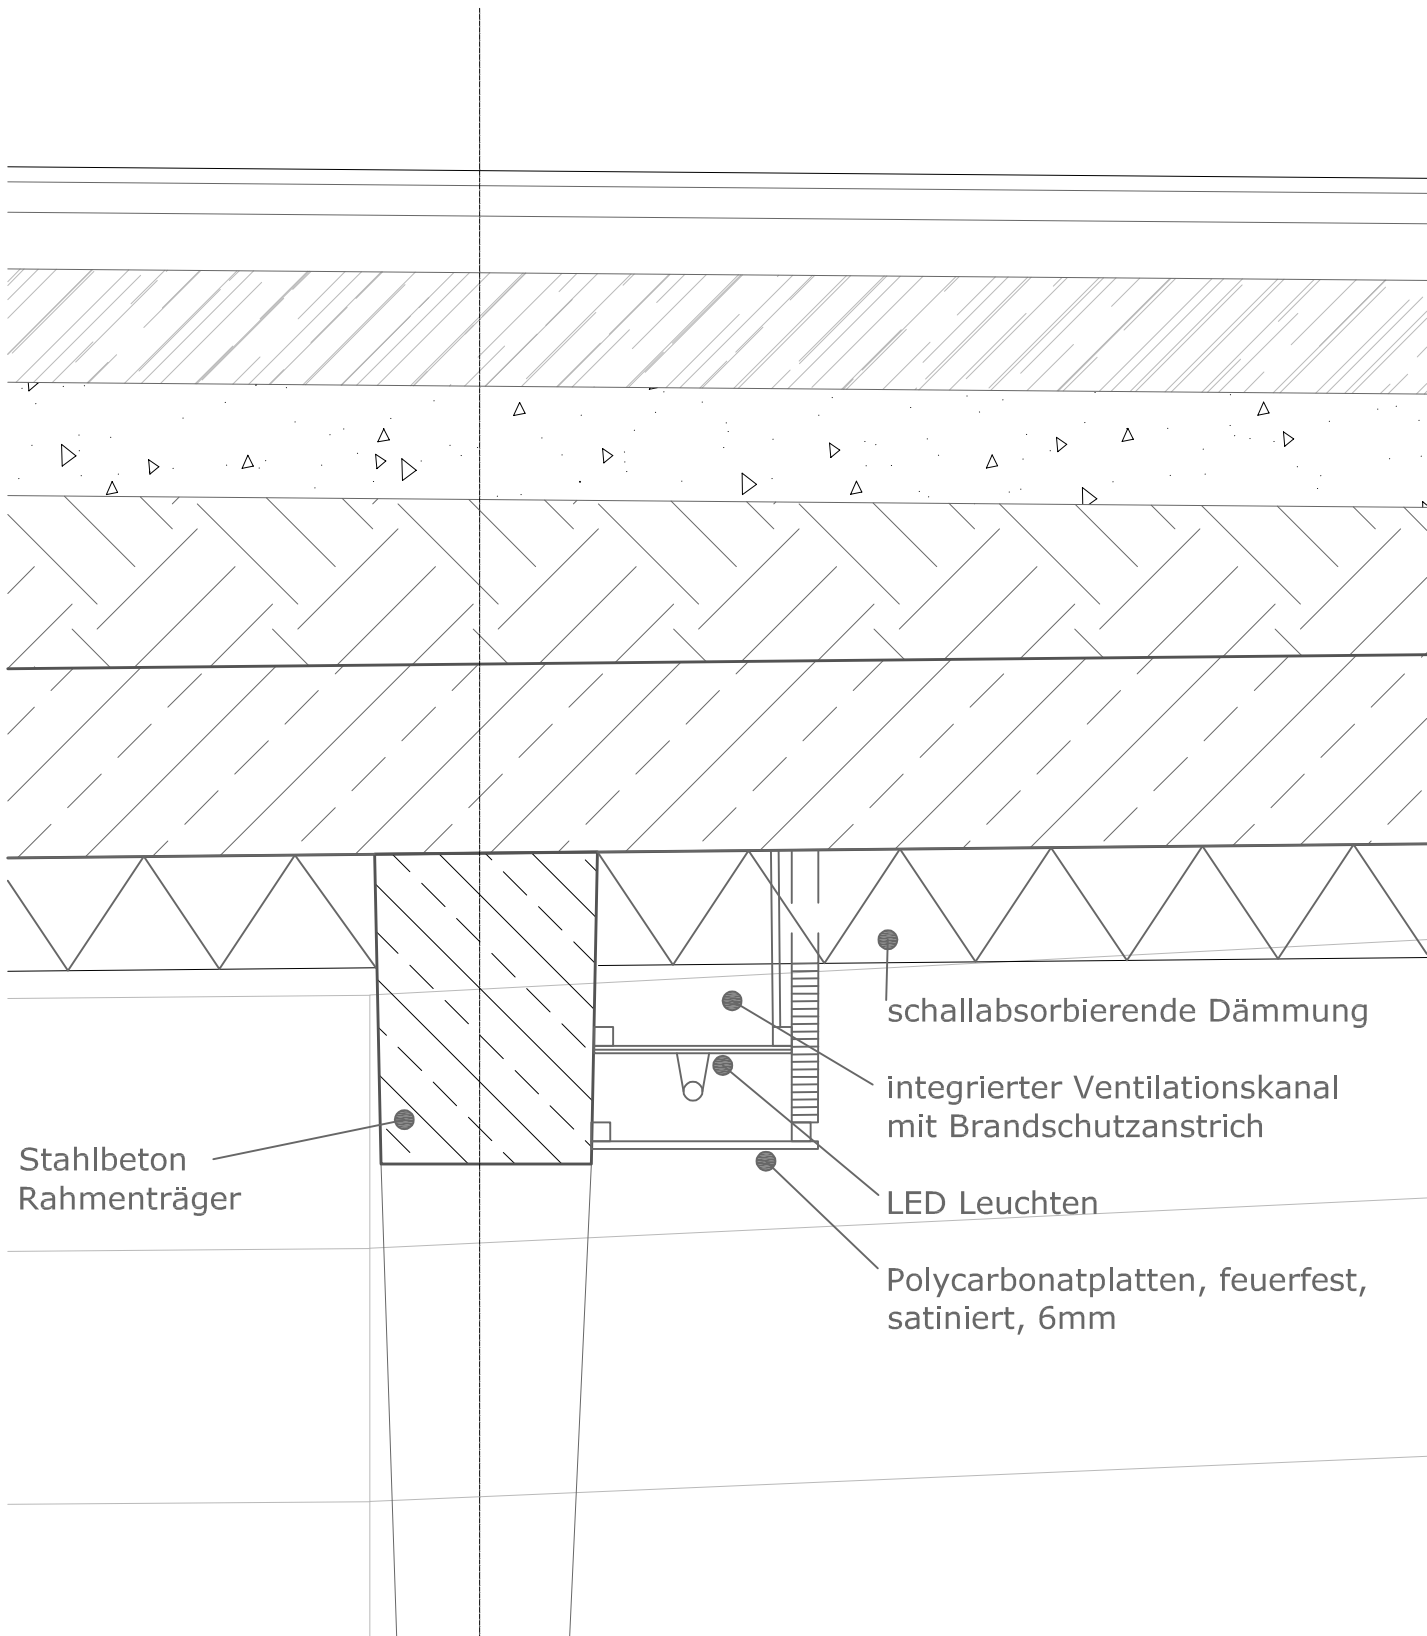 schallabsorbierende Dämmung
integrierter Ventilationskanal
mit Brandschutzanstrich
Stahlbeton
Rahmenträger
LED Leuchten
Polycarbonatplatten, feuerfest,
satiniert, 6mm